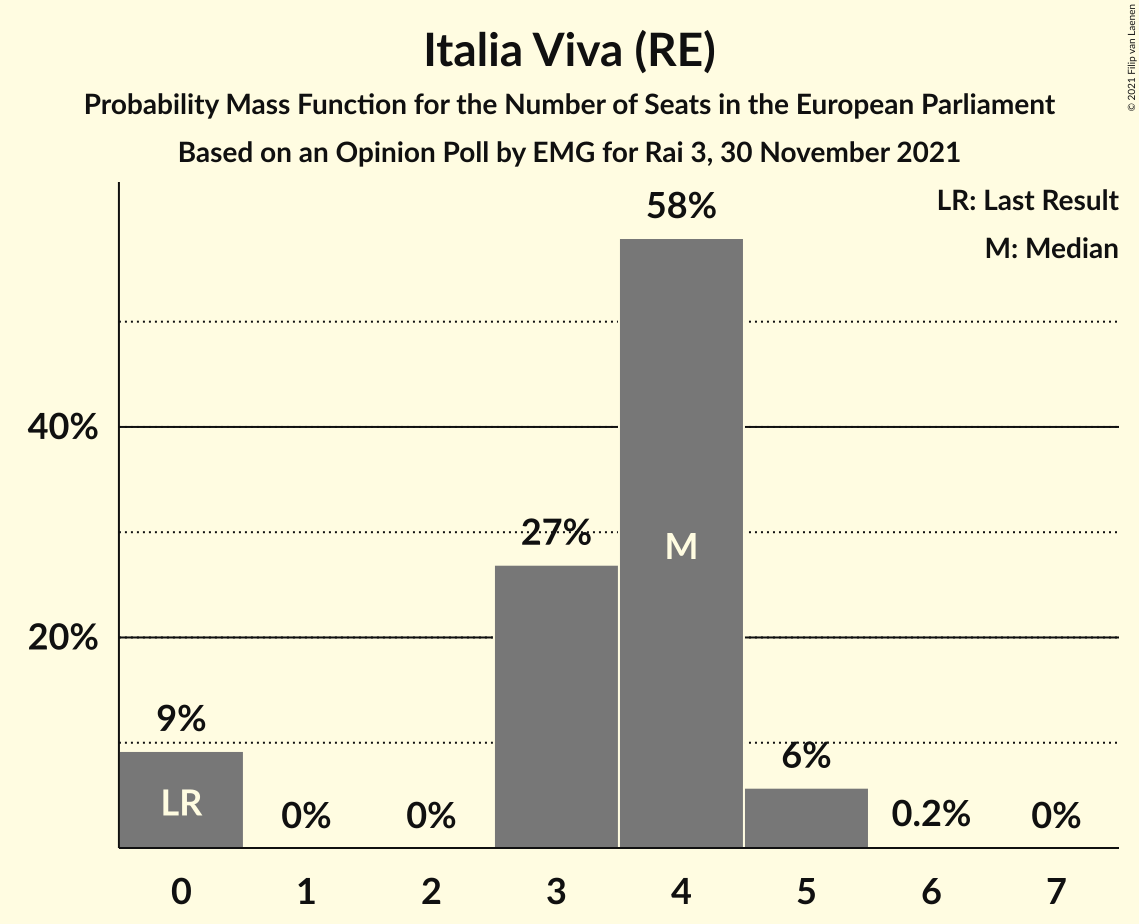 Italia Viva (RE)
Probability Mass Function for the Number of Seats in the European Parliament
Based on an Opinion Poll by EMG for Rai 3, 30 November 2021
© 2021 Filip van Laenen
LR: Last Result
M: Median
58%
40%
27%
M
20%
9%
6%
LR
0%
0%
0.2%
0%
0 1 2 3 4 5 6 7